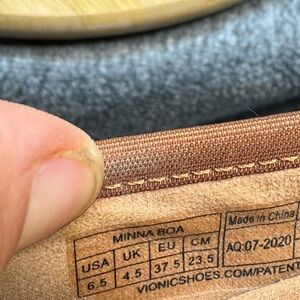 MINNA BOA
USA UK EU CM
6.5 4.5 37.5 23.5
Made in China
AQ:07-2020
VIONICSHOES.COM/PATENT